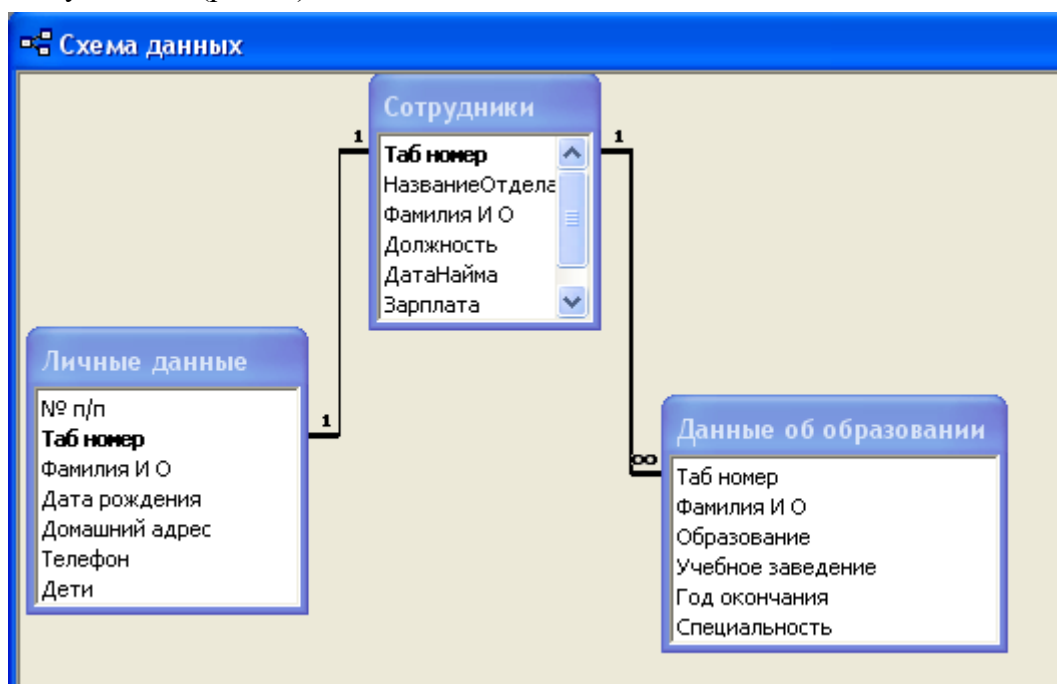 Схема данных
Сотрудники
1
1
Таб номер
НазваниеОтдела
Фамилия И О
Должность
ДатаНайма
Зарплата
Личные данные
№ п/п
Таб номер
Фамилия И О
Дата рождения
Домашний адрес
Телефон
Дети
1
Данные об образовании
∞
Таб номер
Фамилия И О
Образование
Учебное заведение
Год окончания
Специальность